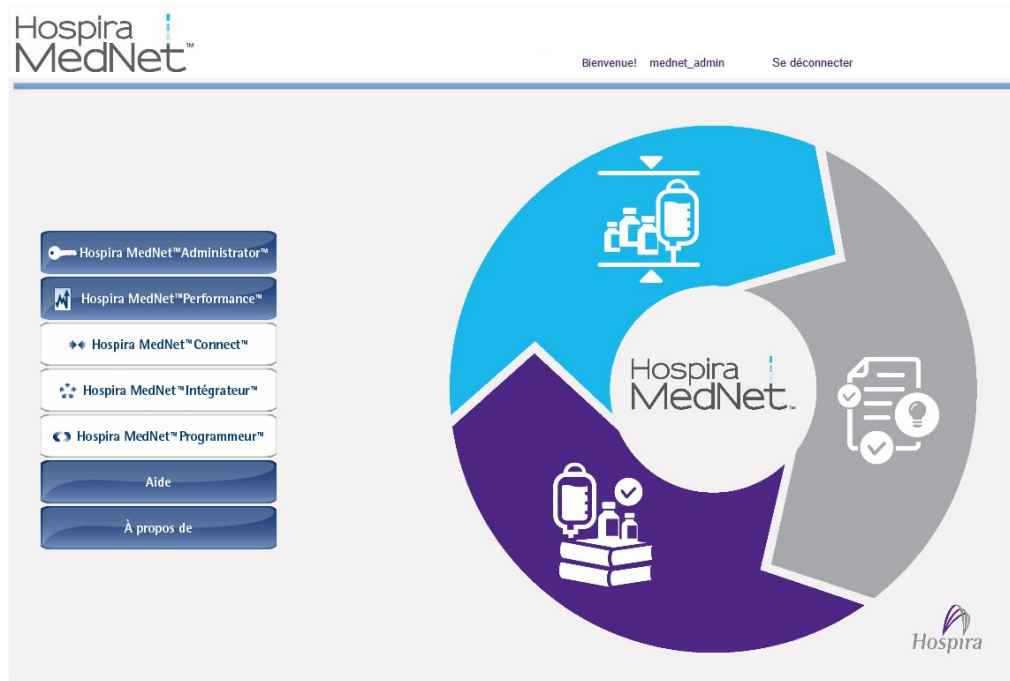 Hospira
MedNet™
Bienvenue! mednet_admin Se déconnecter
Hospira MedNet™Administrator™
Hospira MedNet™Performance™
Hospira MedNet™Connect™
Hospira MedNet™Intégrateur™
Hospira MedNet™Programmeur™
Aide
À propos de
Hospira
MedNet™
Hospira